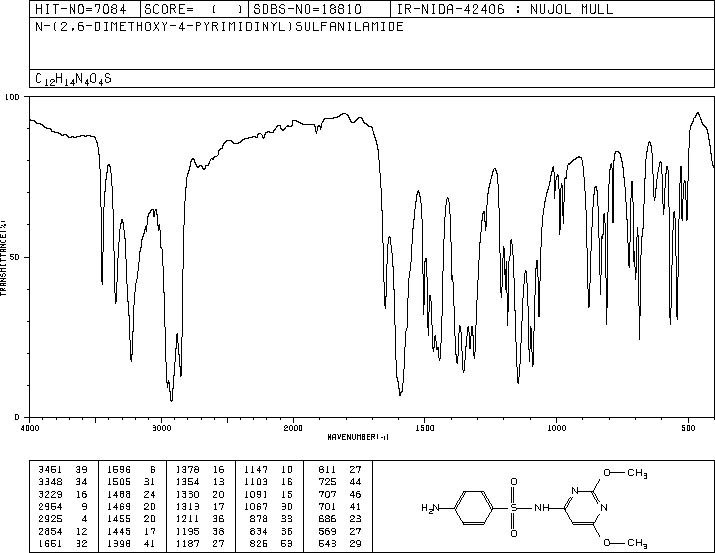 HIT-NO=7084 SCORE= ( ) SDBS-NO=18810 IR-NIDA-42406 : NUJOL MULL
N-(2,6-DIMETHOXY-4-PYRIMIDINYL)SULFANILAMIDE
C12H14N4O4S
100
50
0
TRANSMITTANCE(%)
4000 3000 2000 1500 1000 500
WAVENUMBER(-1)
3461 39 1596 6 1378 16 1147 10 811 27
3348 34 1505 31 1354 13 1103 16 725 44
3229 16 1488 24 1330 20 1091 15 707 46
2954 9 1469 20 1313 17 1067 30 701 41
2925 4 1455 20 1211 36 878 33 686 23
2854 12 1445 17 1195 38 834 36 569 27
1651 32 1398 41 1187 27 826 53 543 29
O CH3
O N
H2N S NH N
O
O CH3